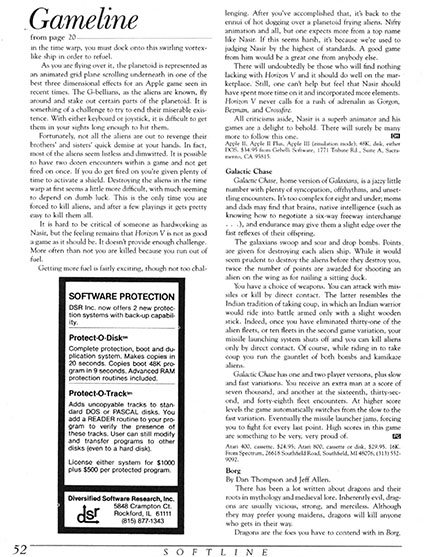 Gameline
from page 20
in the time warp, you must dock onto this swirling vortex-
like ship in order to refuel.
As you are flying over it, the planetoid is represented as
an animated grid plane scrolling underneath in one of the
best three dimensional effects for an Apple game seen in
recent times. The G-belluins, as the aliens are known, fly
around and stake out certain parts of the planetoid. It is
something of a challenge to try to end their miserable exis-
tence. With either keyboard or joystick, it is difficult to get
them in your sights long enough to hit them.
Fortunately, not all the aliens are out to revenge their
brothers' and sisters' quick demise at your hands. In fact,
most of the aliens seem listless and dimwitted. It is possible
to have two dozen encounters within a game and not get
fired on once. If you do get fired on you're given plenty of
time to activate a shield. Destroying the aliens in the time
warp at first seems a little more difficult, with much seeming
to depend on dumb luck. This is the only time you are
forced to kill aliens, and after a few playings it gets pretty
easy to kill them all.
It is hard to be critical of someone as hardworking as
Nasir, but the feeling remains that Horizon V is not as good
a game as it should be. It doesn't provide enough challenge.
More often than not you are killed because you run out of
fuel.
Getting more fuel is fairly exciting, though not too chal-
SOFTWARE PROTECTION
DSR Inc. now offers 2 new protec-
tion systems with back-up capabil-
ity.
Protect-O-Disk™
Complete protection, boot and du-
plication system. Makes copies in
20 seconds. Copies boot 48K pro-
gram in 9 seconds. Advanced RAM
protection routines included.
Protect-O-Track™
Adds uncopyable tracks to stan-
dard DOS or PASCAL disks. You
add a READER routine to your pro-
gram to verify the presence of
these tracks. User can still modify
and transfer programs to other
disks (even to a hard disk).
License either system for $1000
plus $500 per protected program.
Diversified Software Research, Inc.
5848 Crampton Ct.
Rockford, IL 61111
(815) 877-1343
dsr
lenging. After you've accomplished that, it's back to the
ennui of hot dogging over a planetoid frying aliens. Nifty
animation and all, but one expects more from a top name
like Nasir. If this seems harsh, it's because we're used to
judging Nasir by the highest of standards. A good game
from him would be a great one from anybody else.
There will undoubtedly be those who will find nothing
lacking with Horizon V and it should do well on the mar-
ketplace. Still, one can't help but feel that Nasir should
have spent more time on it and incorporated more elements.
Horizon V never calls for a rush of adrenalin as Gorgon,
Bezman, and Crossfire.
All criticisms aside, Nasir is a superb animator and his
games are a delight to behold. There will surely be many
more to follow this one.
Apple II, Apple II Plus, Apple III (emulation mode), 48K, disk, either
DOS. $34.95 from Gebelli Software, 1771 Tribute Rd., Suite A, Sacra-
mento, CA 95815.
Galactic Chase
Galactic Chase, home version of Galaxians, is a jazzy little
number with plenty of syncopation, offrhythms, and unset-
tling encounters. It's too complex for eight and under; moms
and dads may find that brains, native intelligence (such as
knowing how to negotiate a six-way freeway interchange
. . .), and endurance may give them a slight edge over the
fast reflexes of their offspring.
The galaxians swoop and soar and drop bombs. Points
are given for destroying each alien ship. While it would
seem prudent to destroy the aliens before they destroy you,
twice the number of points are awarded for shooting an
alien on the wing as for nailing a sitting duck.
You have a choice of weapons. You can attack with mis-
siles or kill by direct contact. The latter resembles the
Indian tradition of taking coup, in which an Indian warrior
would ride into battle armed only with a slight wooden
stick. Indeed, once you have eliminated thirty-one of the
alien fleets, or ten fleets in the second game variation, your
missile launching system shuts off and you can kill aliens
only by direct contact. Of course, while riding in to take
coup you run the gauntlet of both bombs and kamikaze
aliens.
Galactic Chase has one and two player versions, plus slow
and fast variations. You receive an extra man at a score of
seven thousand, and another at the sixteenth, thirty-sec-
ond, and forty-eighth fleet encounters. At higher score
levels the game automatically switches from the slow to the
fast variation. Eventually the missile launcher jams, forcing
you to fight for every last point. High scores in this game
are something to be very, very proud of.
Atari 400, cassette, $24.95; Atari 800, cassette or disk, $29.95. 16K.
From Spectrum, 26618 Southfield Road, Southfield, MI 48076; (313) 552-
9092.
Borg
By Dan Thompson and Jeff Allen.
There has been a lot written about dragons and their
roots in mythology and medieval lore. Inherently evil, drag-
ons are usually vicious, strong, and merciless. Although
they may prefer young maidens, dragons will kill anyone
who gets in their way.
Dragons are the foes you have to contend with in Borg.
52
SOFTLINE